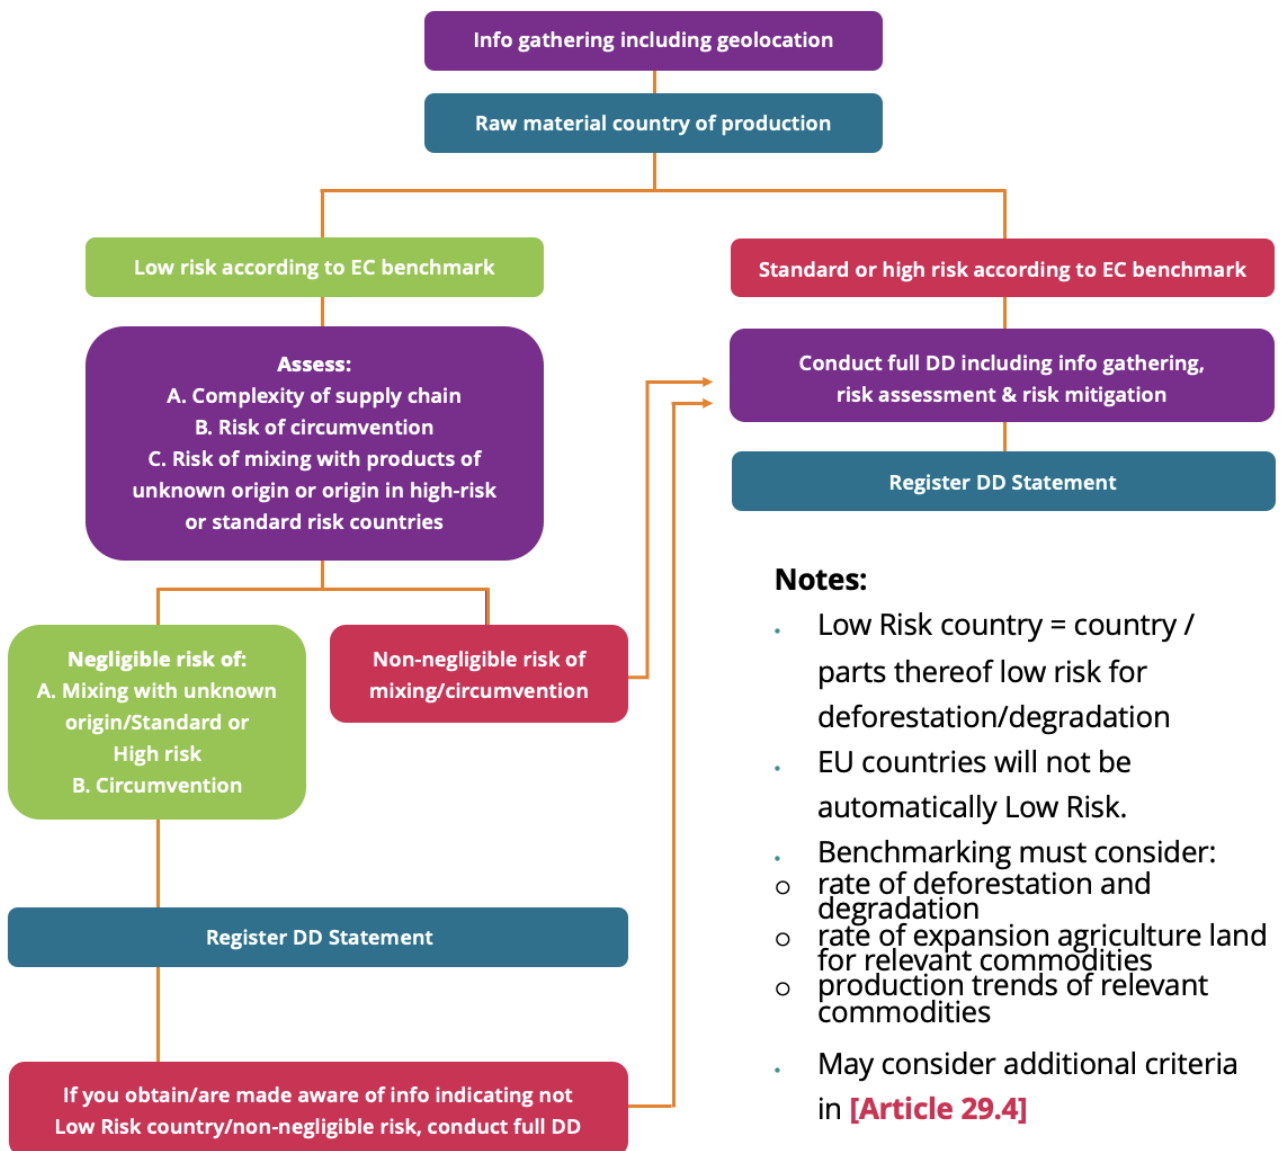 Info gathering including geolocation
Raw material country of production
Low risk according to EC benchmark
Standard or high risk according to EC benchmark
Assess:
A. Complexity of supply chain
B. Risk of circumvention
C. Risk of mixing with products of
unknown origin or origin in high-risk
or standard risk countries
Conduct full DD including info gathering,
risk assessment & risk mitigation
Register DD Statement
Negligible risk of:
A. Mixing with unknown
origin/Standard or
High risk
B. Circumvention
Non-negligible risk of
mixing/circumvention
Register DD Statement
If you obtain/are made aware of info indicating not
Low Risk country/non-negligible risk, conduct full DD
Notes:
• Low Risk country = country /
parts thereof low risk for
deforestation/degradation
• EU countries will not be
automatically Low Risk.
• Benchmarking must consider:
o rate of deforestation and
degradation
o rate of expansion agriculture land
for relevant commodities
o production trends of relevant
commodities
• May consider additional criteria
in [Article 29.4]